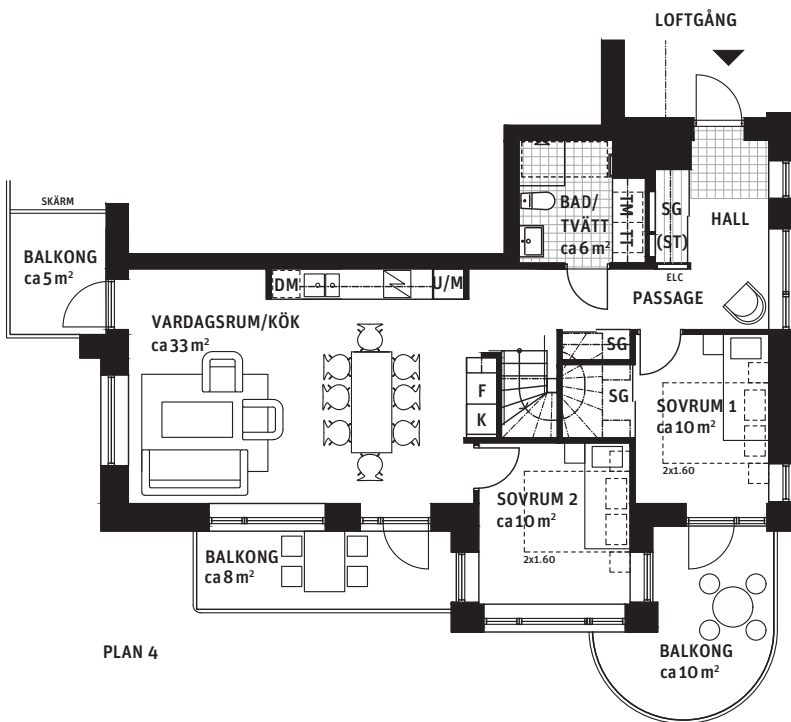 LOFTGÅNG
SKÄRM
BALKONG
ca 5 m²
BAD/
TVÄTT
ca 6 m²
TM TT
SG
(ST)
HALL
ELC
PASSAGE
DM
U/M
VARDAGSRUM/KÖK
ca 33 m²
SG
SG
F
K
SOVRUM 1
ca 10 m²
2x1.60
SOVRUM 2
ca 10 m²
2x1.60
BALKONG
ca 8 m²
BALKONG
ca 10 m²
PLAN 4